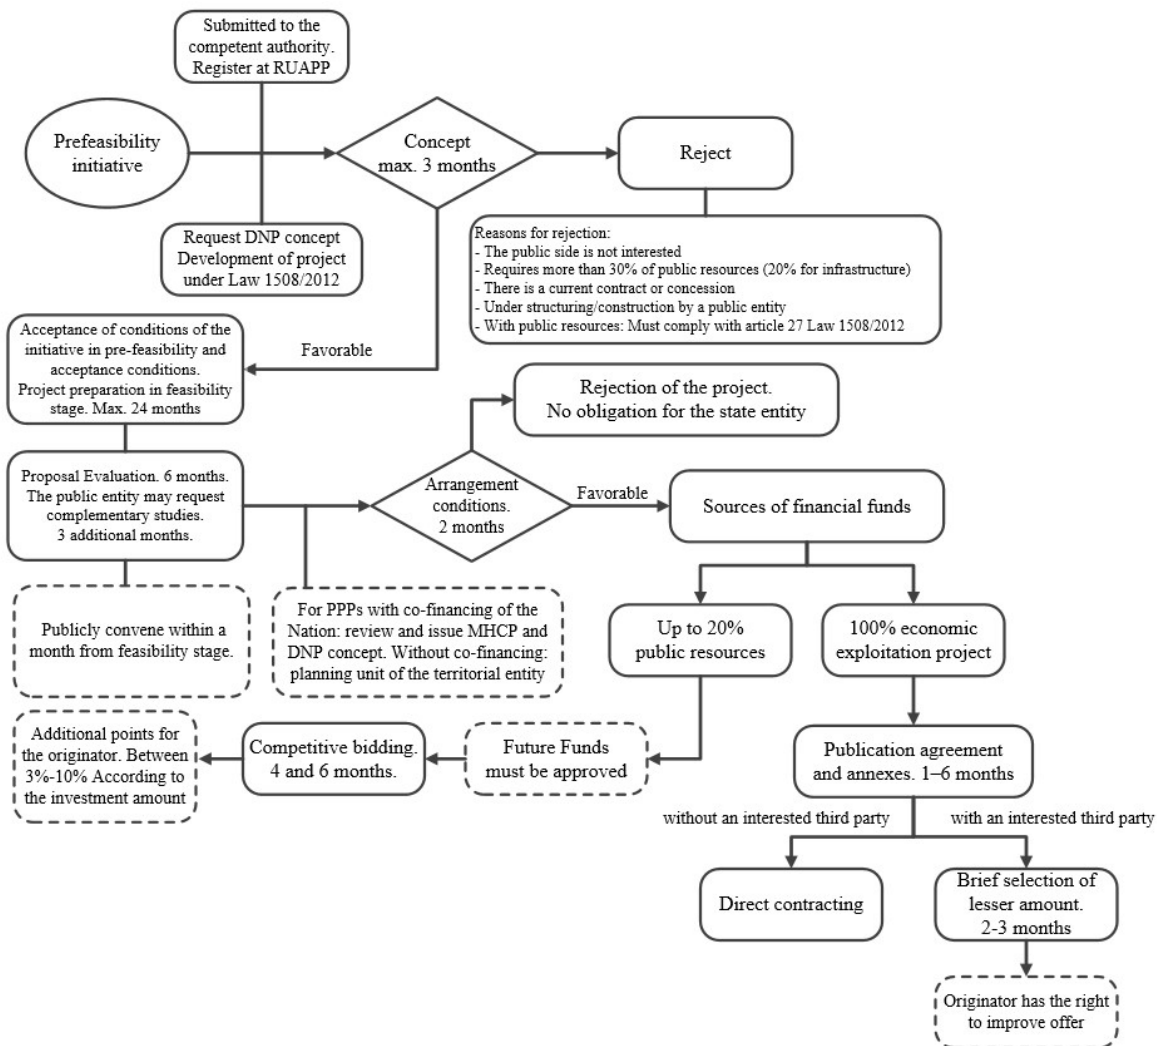 Submitted to the
competent authority.
Register at RUAPP
Prefeasibility
initiative
Concept
max. 3 months
Reject
Request DNP concept
Development of project
under Law 1508/2012
Reasons for rejection:
- The public side is not interested
- Requires more than 30% of public resources (20% for infrastructure)
- There is a current contract or concession
- Under structuring/construction by a public entity
- With public resources: Must comply with article 27 Law 1508/2012
Acceptance of conditions of the
initiative in pre-feasibility and
acceptance conditions.
Project preparation in feasibility
stage. Max. 24 months
Favorable
Rejection of the project.
No obligation for the state entity
Proposal Evaluation. 6 months.
The public entity may request
complementary studies.
3 additional months.
Arrangement
conditions.
2 months
Favorable
Sources of financial funds
Publicly convene within a
month from feasibility stage.
For PPPs with co-financing of the
Nation: review and issue MHCP and
DNP concept. Without co-financing:
planning unit of the territorial entity
Up to 20%
public resources
100% economic
exploitation project
Additional points for
the originator. Between
3%-10% According to
the investment amount
Competitive bidding.
4 and 6 months.
Future Funds
must be approved
Publication agreement
and annexes. 1–6 months
without an interested third party
with an interested third party
Direct contracting
Brief selection of
lesser amount.
2-3 months
Originator has the right
to improve offer